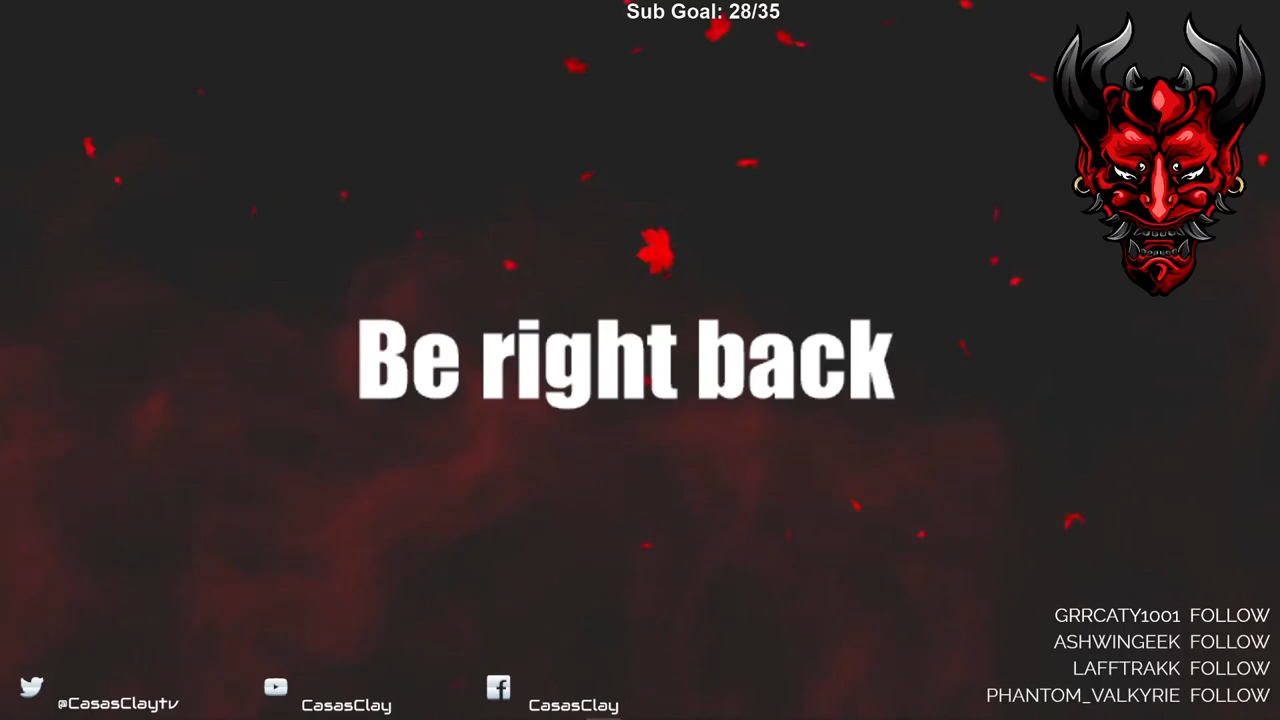 Sub Goal: 28/35
Be right back
GRRCATY1001 FOLLOW
ASHWINGEEK FOLLOW
LAFFTRAKK FOLLOW
PHANTOM_VALKYRIE FOLLOW
@CasasClaytv
CasasClay
CasasClay